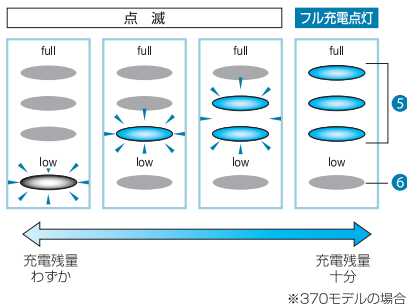 点滅
フル充電点灯
full full full full
5
low low low low
6
充電残量 充電残量
わずか 十分
※370モデルの場合